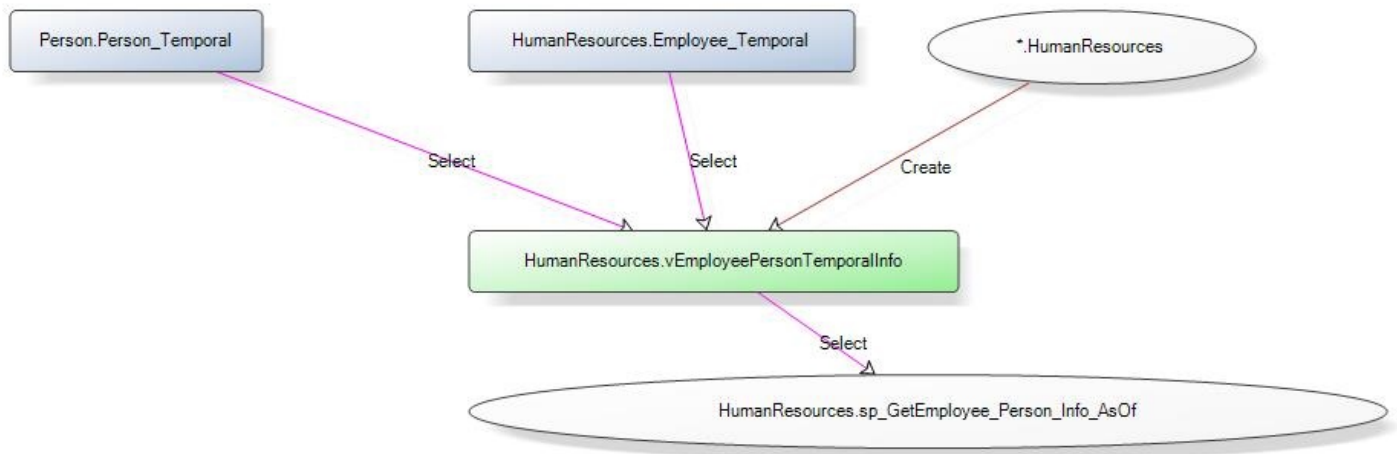 Person.Person_Temporal
HumanResources.Employee_Temporal
*.HumanResources
Select
Select
Create
HumanResources.vEmployeePersonTemporalInfo
Select
HumanResources.sp_GetEmployee_Person_Info_AsOf